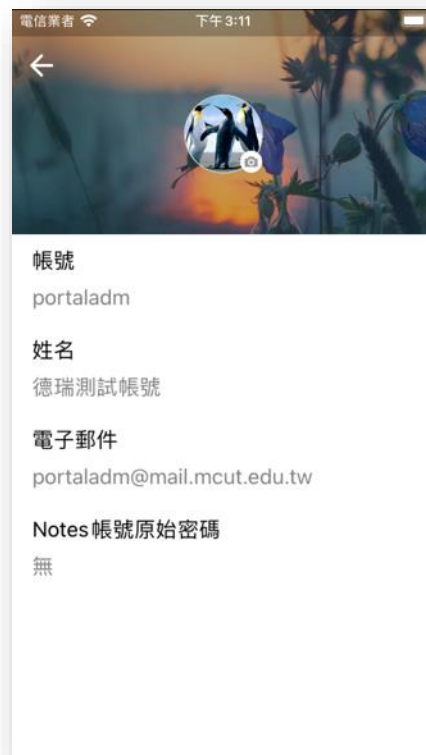 電信業者 下午3:11
帳號
portaladm
姓名
德瑞測試帳號
電子郵件
portaladm@mail.mcut.edu.tw
Notes帳號原始密碼
無